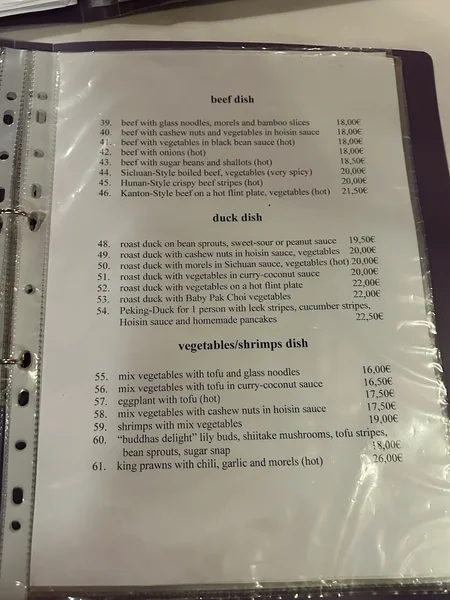 beef dish
39. beef with glass noodles, morels and bamboo slices 18,00€
40. beef with cashew nuts and vegetables in hoisin sauce 18,00€
41. beef with vegetables in black bean sauce (hot) 18,00€
42. beef with onions (hot) 18,00€
43. beef with sugar beans and shallots (hot) 18,50€
44. Sichuan-Style boiled beef, vegetables (very spicy) 20,00€
45. Hunan-Style crispy beef stripes (hot) 20,00€
46. Kanton-Style beef on a hot flint plate, vegetables (hot) 21,50€
duck dish
48. roast duck on bean sprouts, sweet-sour or peanut sauce 19,50€
49. roast duck with cashew nuts in hoisin sauce, vegetables 20,00€
50. roast duck with morels in Sichuan sauce, vegetables (hot) 20,00€
51. roast duck with vegetables in curry-coconut sauce 20,00€
52. roast duck with vegetables on a hot flint plate 22,00€
53. roast duck with Baby Pak Choi vegetables 22,00€
54. Peking-Duck for 1 person with leek stripes, cucumber stripes,
Hoisin sauce and homemade pancakes 22,50€
vegetables/shrimps dish
55. mix vegetables with tofu and glass noodles 16,00€
56. mix vegetables with tofu in curry-coconut sauce 16,50€
57. eggplant with tofu (hot) 17,50€
58. mix vegetables with cashew nuts in hoisin sauce 17,50€
59. shrimps with mix vegetables 19,00€
60. “buddhas delight” lily buds, shiitake mushrooms, tofu stripes,
bean sprouts, sugar snap 18,00€
61. king prawns with chili, garlic and morels (hot) 26,00€